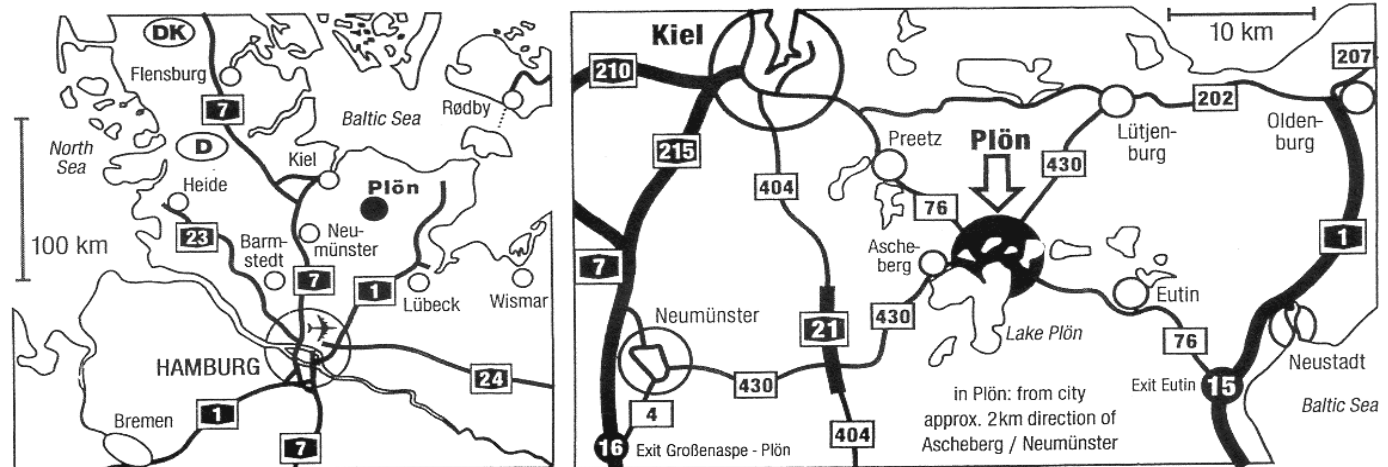 DK
Flensburg
7
Rødby
Baltic Sea
North
Sea
D
Kiel
Heide
Plön
23
Neu-
münster
Barm-
stedt
100 km
7
1
Lübeck
Wismar
HAMBURG
24
1
Bremen
7
10 km
Kiel
207
210
202
Preetz
Lütjen-
burg
Olden-
burg
215
Plön
430
404
76
1
Asche-
berg
7
Eutin
Neumünster
430
21
Lake Plön
76
Neustadt
430
in Plön: from city
approx. 2km direction of
Ascheberg / Neumünster
Exit Eutin
15
Baltic Sea
4
404
16
Exit Großenaspe - Plön